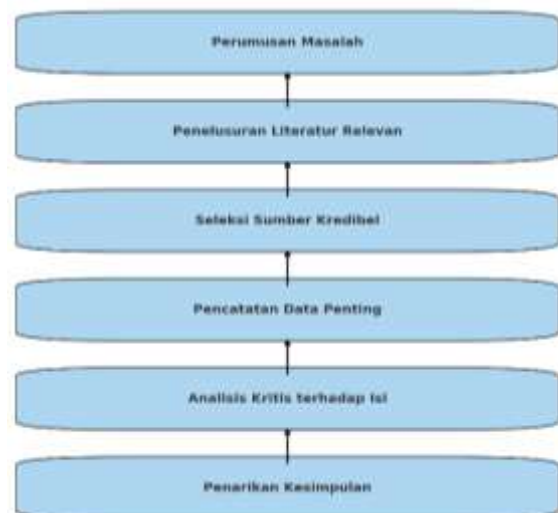 Perumusan Masalah
Penelusuran Literatur Relevan
Seleksi Sumber Kredibel
Pencatatan Data Penting
Analisis Kritis terhadap Isi
Penarikan Kesimpulan